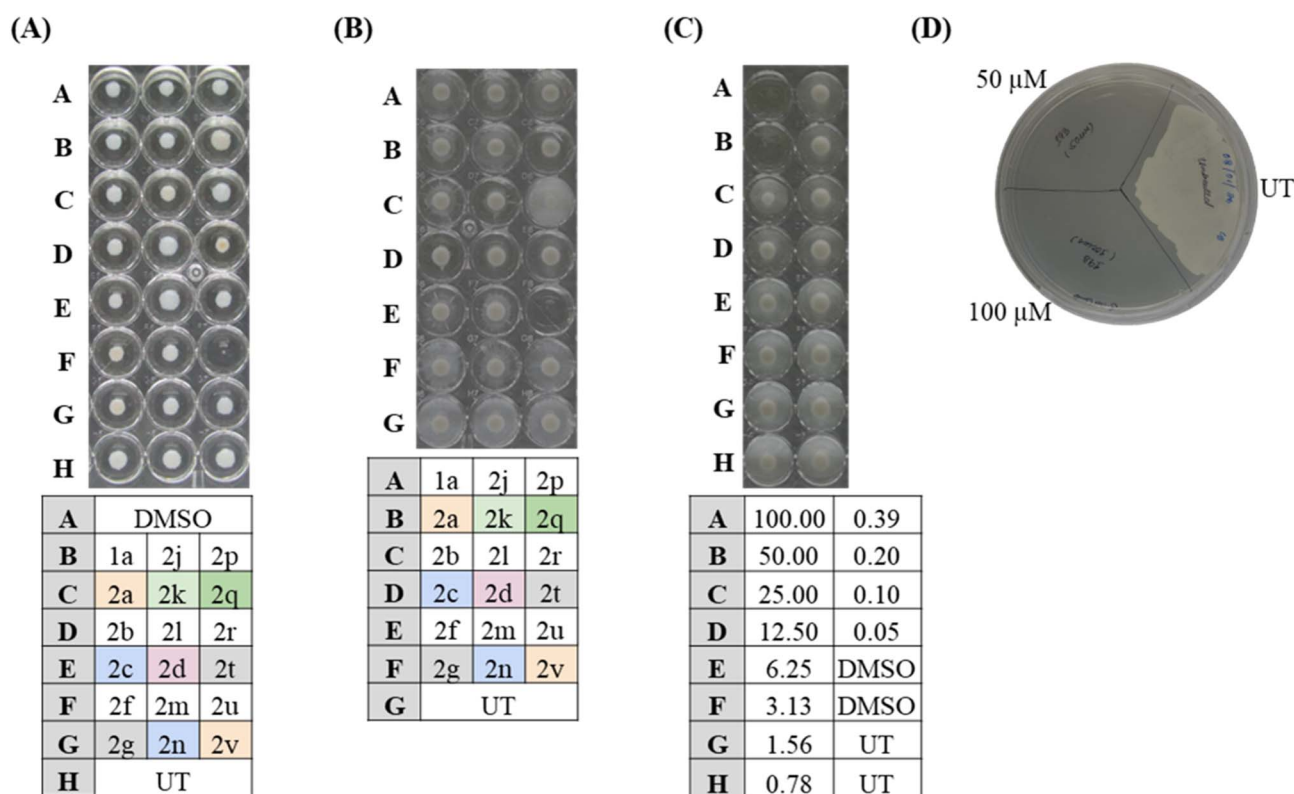 (A) (B) (C) (D)
A
B
C
D
E
F
G
H
A
B
C
D
E
F
G
A
B
C
D
E
F
G
H
50 µM
UT
100 µM
A DMSO
B 1a 2j 2p
C 2a 2k 2q
D 2b 2l 2r
E 2c 2d 2t
F 2f 2m 2u
G 2g 2n 2v
H UT
A 1a 2j 2p
B 2a 2k 2q
C 2b 2l 2r
D 2c 2d 2t
E 2f 2m 2u
F 2g 2n 2v
G UT
A 100.00 0.39
B 50.00 0.20
C 25.00 0.10
D 12.50 0.05
E 6.25 DMSO
F 3.13 DMSO
G 1.56 UT
H 0.78 UT